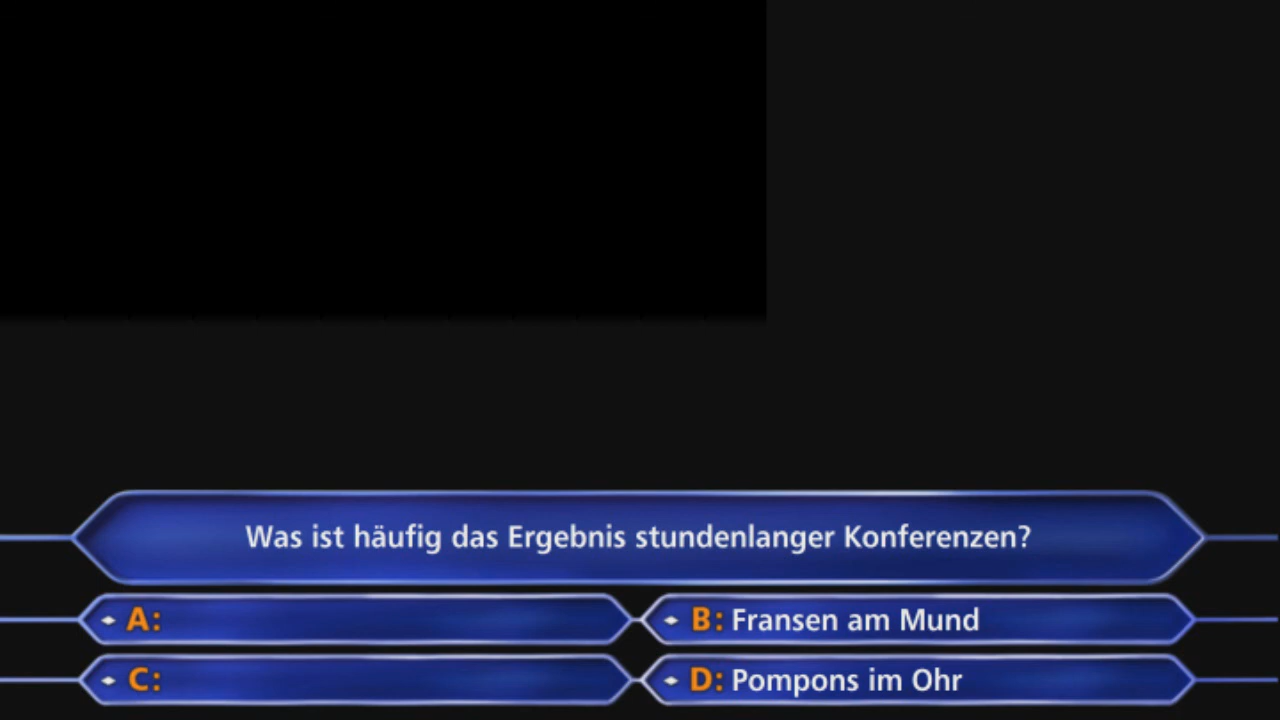 Was ist häufig das Ergebnis stundenlanger Konferenzen?
A:
B: Fransen am Mund
C:
D: Pompons im Ohr